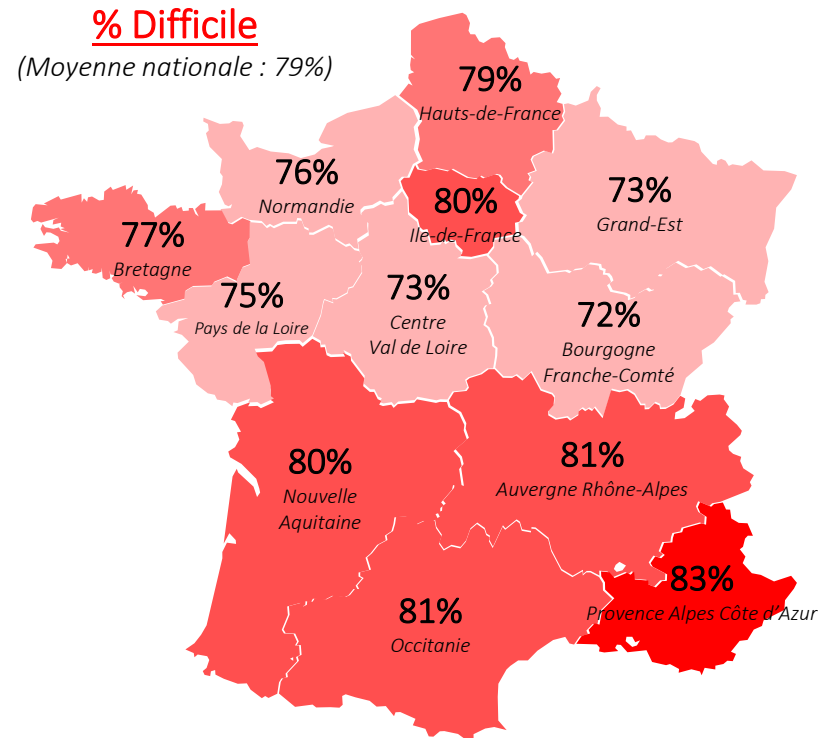 % Difficile
(Moyenne nationale : 79%)
79%
Hauts-de-France
76%
Normandie
80%
Ile-de-France
73%
Grand-Est
77%
Bretagne
75%
Pays de la Loire
73%
Centre
Val de Loire
72%
Bourgogne
Franche-Comté
80%
Nouvelle
Aquitaine
81%
Auvergne Rhône-Alpes
83%
Provence Alpes Côte d'Azur
81%
Occitanie